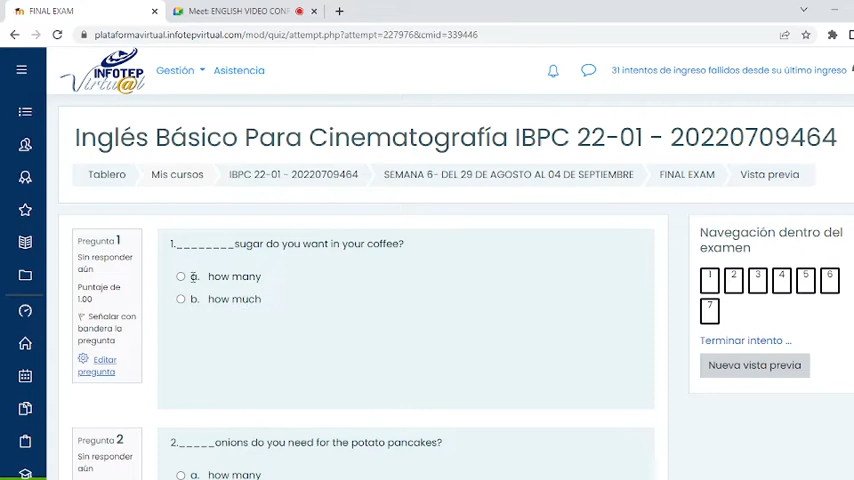 FINAL EXAM
Meet: ENGLISH VIDEO CONF
plataformavirtual.infotepvirtual.com/mod/quiz/attempt.php?attempt=227976&cmid=339446
INFOTEP
Virtu@l
Gestión
Asistencia
31 intentos de ingreso fallidos desde su último ingreso
Inglés Básico Para Cinematografía IBPC 22-01 - 20220709464
Tablero
Mis cursos
IBPC 22-01 - 20220709464
SEMANA 6- DEL 29 DE AGOSTO AL 04 DE SEPTIEMBRE
FINAL EXAM
Vista previa
Pregunta 1
Sin responder
aún
Puntaje de
1.00
Señalar con
bandera la
pregunta
Editar
pregunta
1.________sugar do you want in your coffee?
a. how many
b. how much
Navegación dentro del
examen
1 2 3 4 5 6
7
Terminar intento ...
Nueva vista previa
Pregunta 2
Sin responder
aún
2._____onions do you need for the potato pancakes?
a. how many